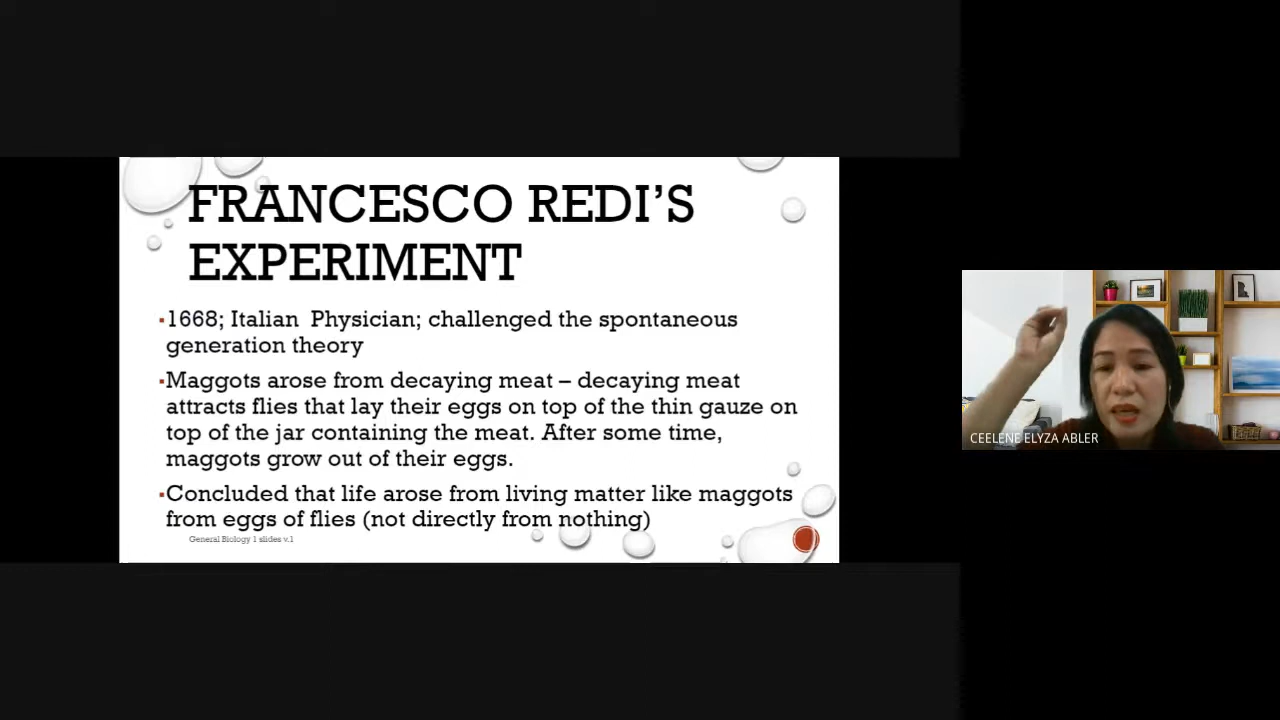 FRANCESCO REDI'S
EXPERIMENT
▪1668; Italian  Physician; challenged the spontaneous
generation theory
▪Maggots arose from decaying meat – decaying meat
attracts flies that lay their eggs on top of the thin gauze on
top of the jar containing the meat. After some time,
maggots grow out of their eggs.
▪Concluded that life arose from living matter like maggots
from eggs of flies (not directly from nothing)
General Biology 1 slides v.1
CEELENE ELYZA ABLER